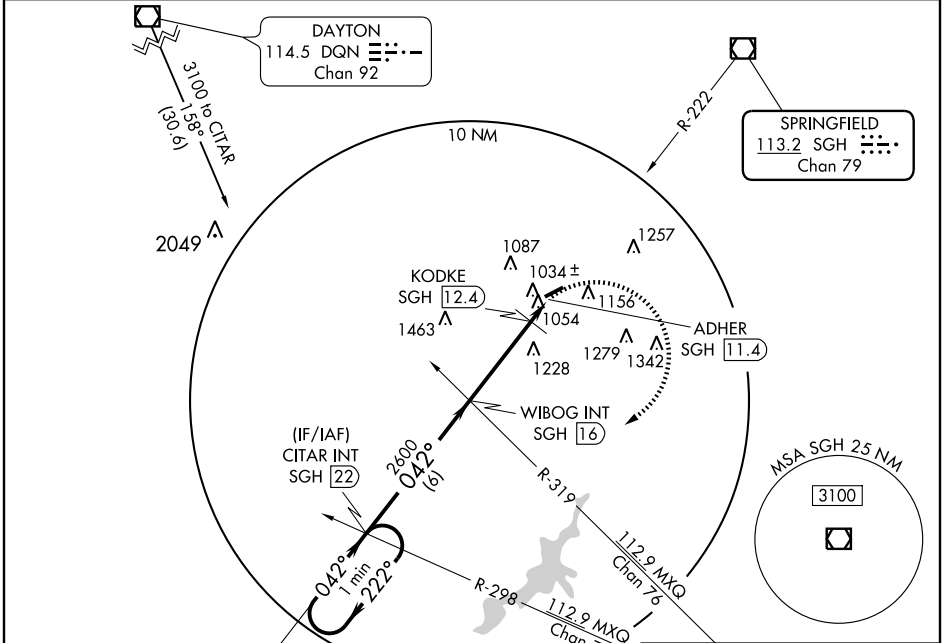 DAYTON
114.5 DQN
Chan 92
3100 to CITAR
158°
(30.6)
R-222
SPRINGFIELD
113.2 SGH
Chan 79
10 NM
2049
1087
1257
1034 ±
KODKE
SGH 12.4
1156
1463
1054
ADHER
SGH 11.4
1279
1342
1228
WIBOG INT
SGH 16
(IF/IAF)
CITAR INT
SGH 22
2600
042°
(6)
R-319
MSA SGH 25 NM
3100
112.9 MXQ
Chan 76
042°
1 min
222°
R-298
112.9 MXQ
Chan